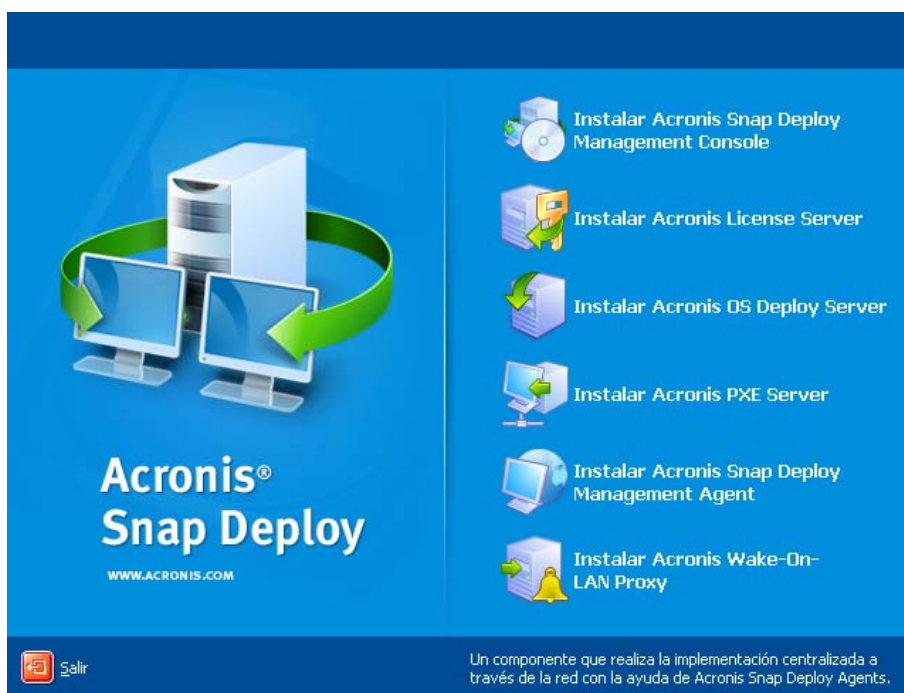 Instalar Acronis Snap Deploy
Management Console
Instalar Acronis License Server
Instalar Acronis OS Deploy Server
Instalar Acronis PXE Server
Instalar Acronis Snap Deploy
Management Agent
Instalar Acronis Wake-On-
LAN Proxy
Acronis®
Snap Deploy
WWW.ACRONIS.COM
Salir
Un componente que realiza la implementación centralizada a
través de la red con la ayuda de Acronis Snap Deploy Agents.